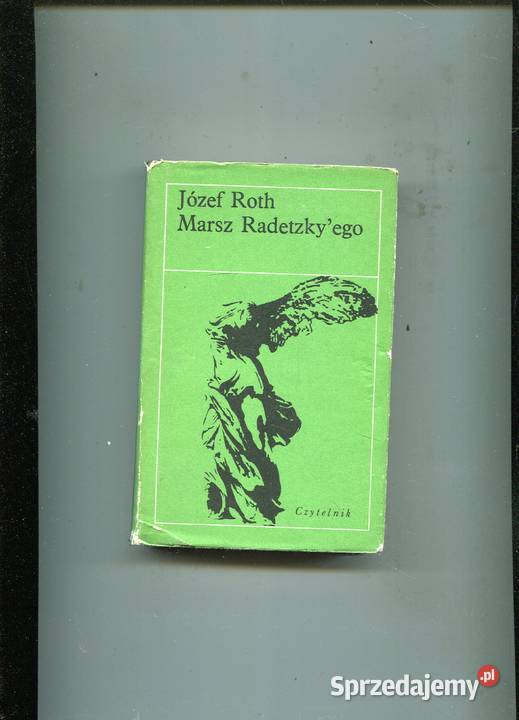 Józef Roth
Marsz Radetzky’ego
Czytelnik
Sprzedajemy.pl